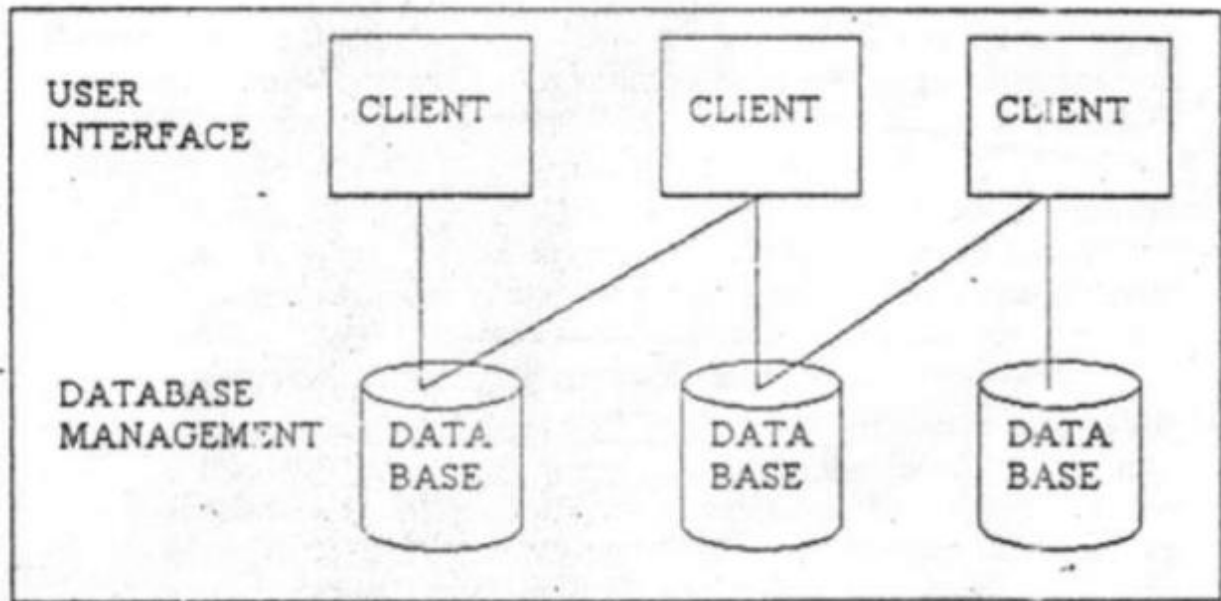 USER
INTERFACE
CLIENT
CLIENT
CLIENT
DATABASE
MANAGEMENT
DATA
BASE
DATA
BASE
DATA
BASE